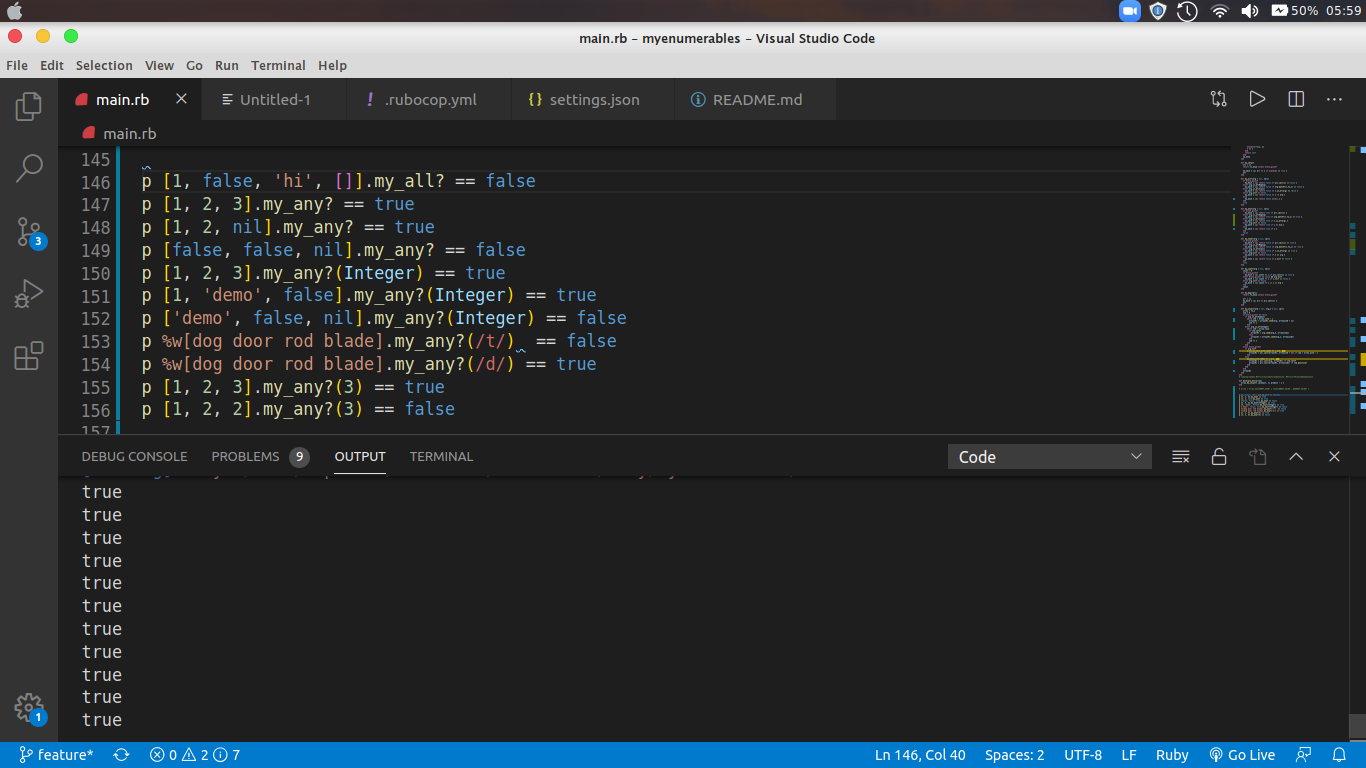 50% 05:59
main.rb - myenumerables - Visual Studio Code
File Edit Selection View Go Run Terminal Help
main.rb Untitled-1 ! .rubocop.yml {} settings.json README.md
main.rb
145
146 p [1, false, 'hi', []].my_all? == false
147 p [1, 2, 3].my_any? == true
148 p [1, 2, nil].my_any? == true
149 p [false, false, nil].my_any? == false
150 p [1, 2, 3].my_any?(Integer) == true
151 p [1, 'demo', false].my_any?(Integer) == true
152 p ['demo', false, nil].my_any?(Integer) == false
153 p %w[dog door rod blade].my_any?(/t/)  == false
154 p %w[dog door rod blade].my_any?(/d/) == true
155 p [1, 2, 3].my_any?(3) == true
156 p [1, 2, 2].my_any?(3) == false
157
DEBUG CONSOLE PROBLEMS 9 OUTPUT TERMINAL Code
true
true
true
true
true
true
true
true
true
true
true
3
1
feature* 0 2 7 Ln 146, Col 40 Spaces: 2 UTF-8 LF Ruby Go Live